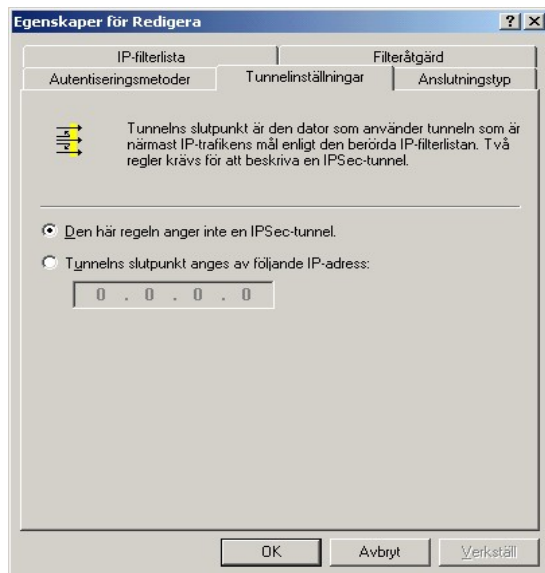 Egenskaper för Redigera
IP-filterlista
Filteråtgärd
Autentiseringsmetoder
Tunnelinställningar
Anslutningstyp
Tunnelns slutpunkt är den dator som använder tunneln som är
närmast IP-trafikens mål enligt den berörda IP-filterlistan. Två
regler krävs för att beskriva en IPSec-tunnel.
Den här regeln anger inte en IPSec-tunnel.
Tunnelns slutpunkt anges av följande IP-adress:
0 . 0 . 0 . 0
OK
Avbryt
Verkställ